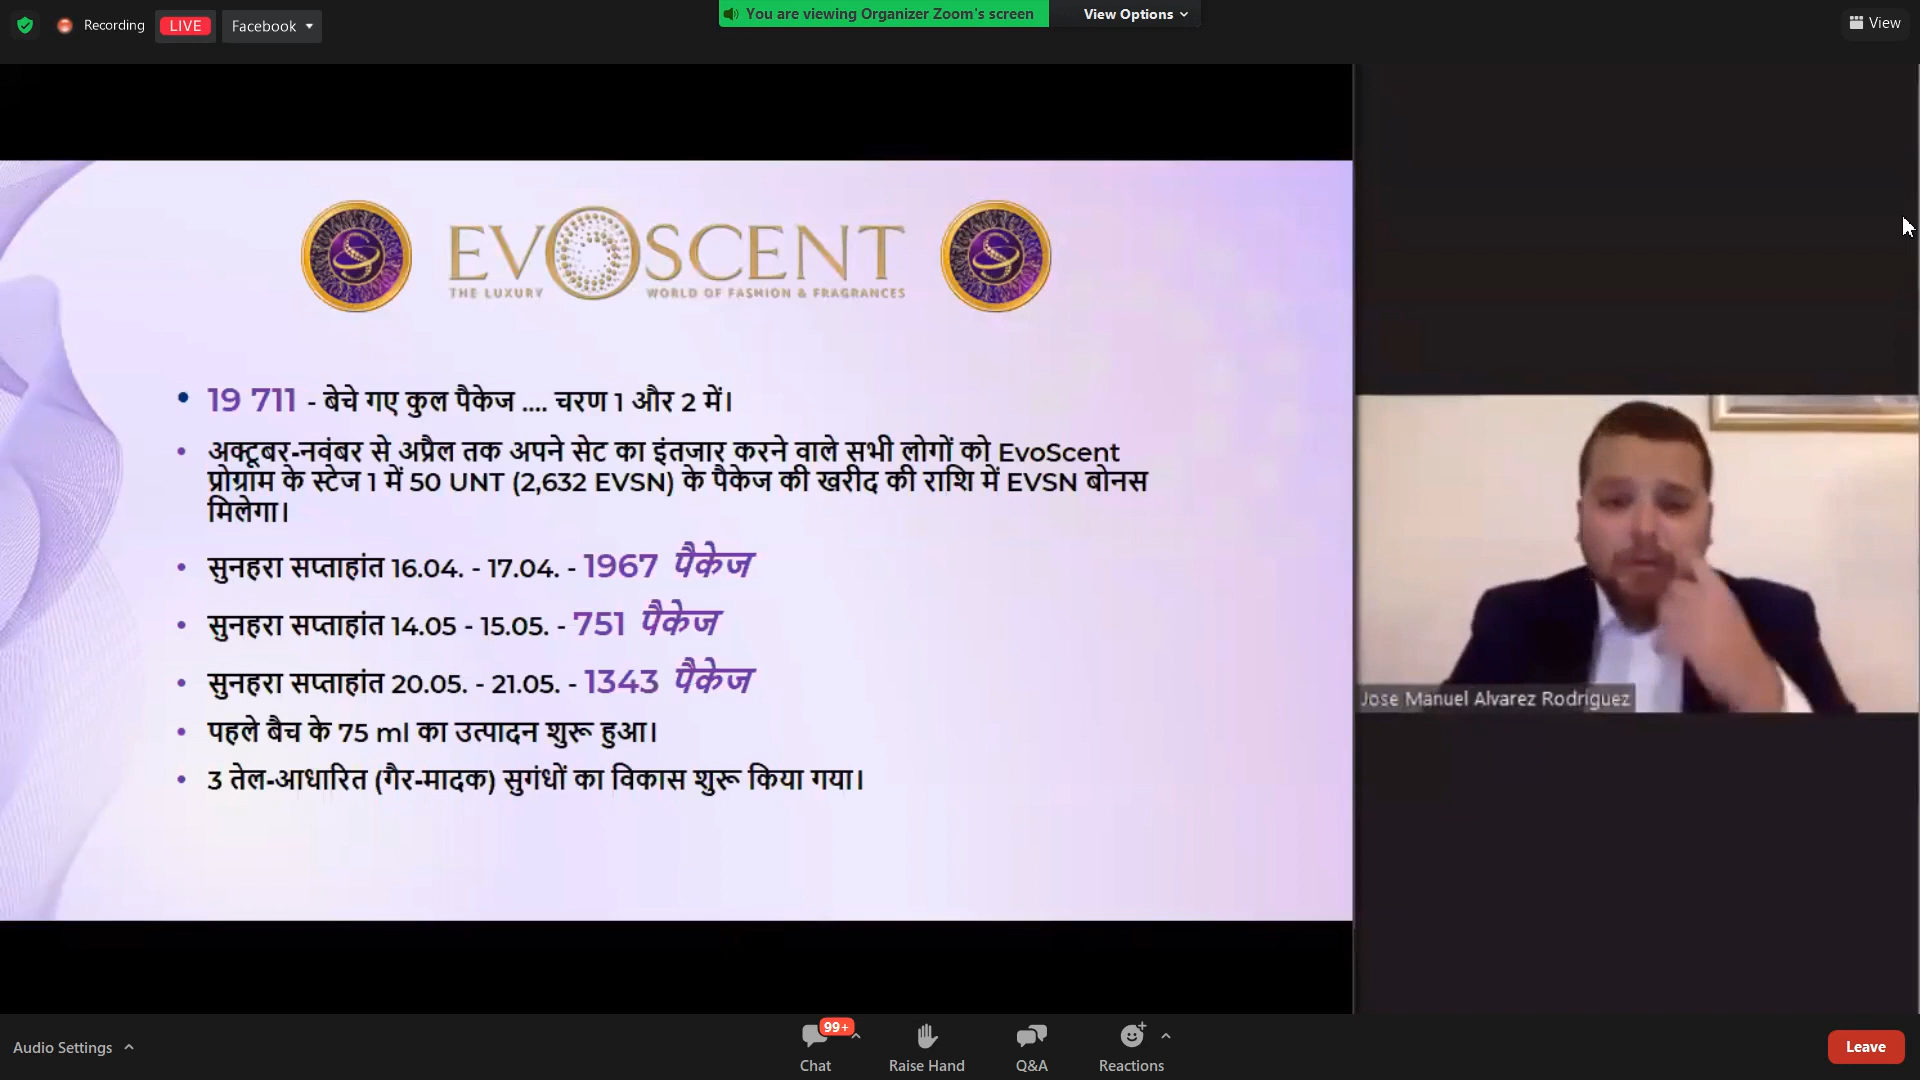 Recording
LIVE
Facebook
You are viewing Organizer Zoom's screen
View Options
View
EVOSCENT
THE LUXURY WORLD OF FASHION & FRAGRANCES
• 19 711 - बेचे गए कुल पैकेज .... चरण 1 और 2 में।
• अक्टूबर-नवंबर से अप्रैल तक अपने सेट का इंतजार करने वाले सभी लोगों को EvoScent
प्रोग्राम के स्टेज 1 में 50 UNT (2,632 EVSN) के पैकेज की खरीद की राशि में EVSN बोनस
मिलेगा।
• सुनहरा सप्ताहांत 16.04. - 17.04. - 1967 पैकेज
• सुनहरा सप्ताहांत 14.05 - 15.05. - 751 पैकेज
• सुनहरा सप्ताहांत 20.05. - 21.05. - 1343 पैकेज
• पहले बैच के 75 ml का उत्पादन शुरू हुआ।
• 3 तेल-आधारित (गैर-मादक) सुगंधों का विकास शुरू किया गया।
Jose Manuel Alvarez Rodriguez
Audio Settings
99+
Chat
Raise Hand
Q&A
Reactions
Leave